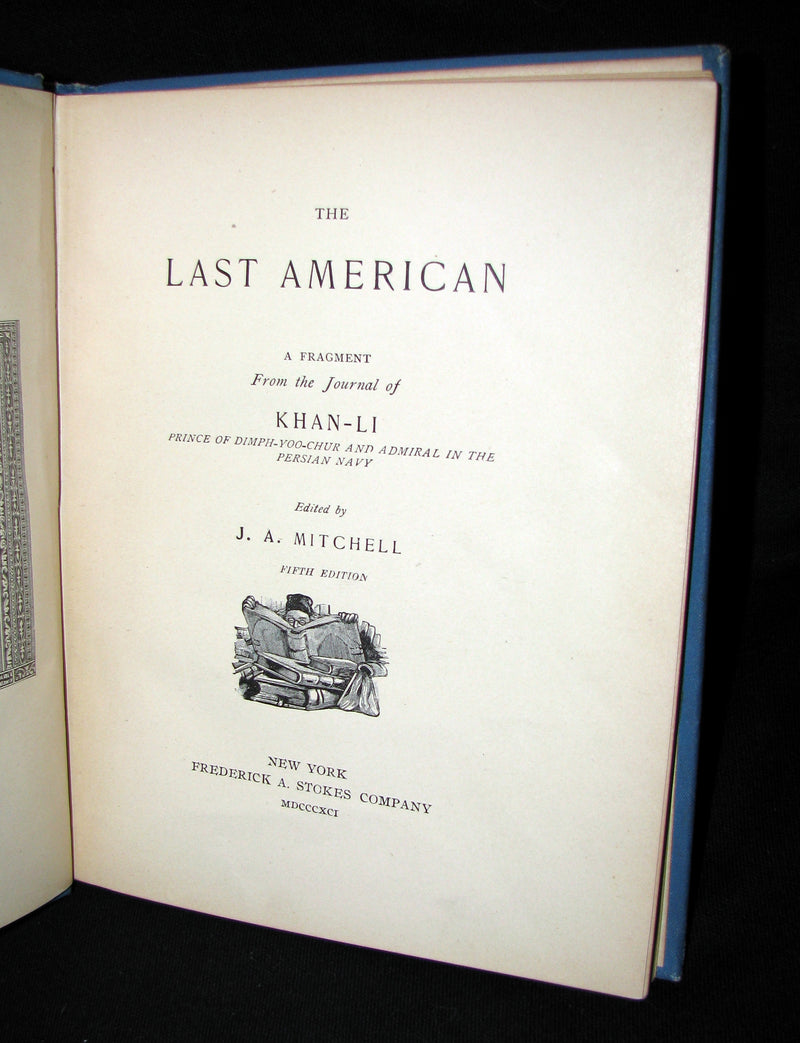 THE
LAST AMERICAN
A FRAGMENT
From the Journal of
KHAN-LI
PRINCE OF DIMPH-YOO-CHUR AND ADMIRAL IN THE
PERSIAN NAVY
Edited by
J. A. MITCHELL
FIFTH EDITION
NEW YORK
FREDERICK A. STOKES COMPANY
MDCCCXCI